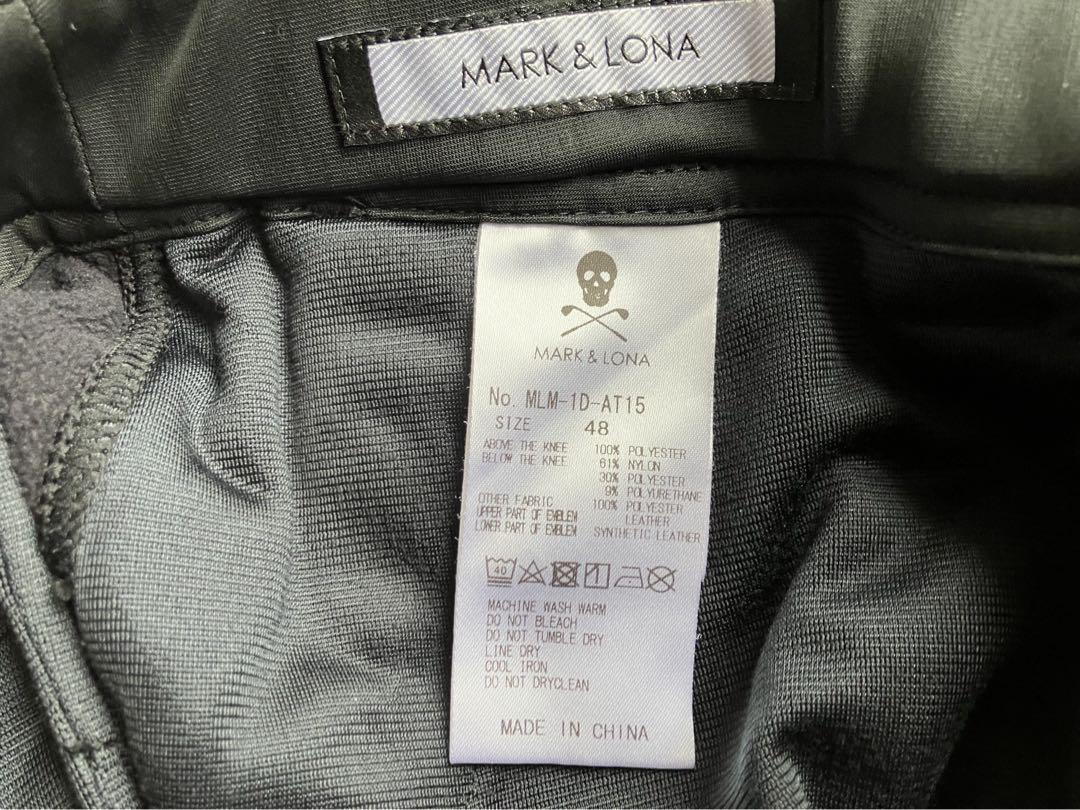 MARK & LONA
MARK & LONA
No. MLM-1D-AT15
SIZE 48
ABOVE THE KNEE 100% POLYESTER
BELOW THE KNEE 61% NYLON
30% POLYESTER
9% POLYURETHANE
OTHER FABRIC 100% POLYESTER
UPPER PART OF EMBLEM LEATHER
LOWER PART OF EMBLEM SYNTHETIC LEATHER
40
MACHINE WASH WARM
DO NOT BLEACH
DO NOT TUMBLE DRY
LINE DRY
COOL IRON
DO NOT DRYCLEAN
MADE IN CHINA